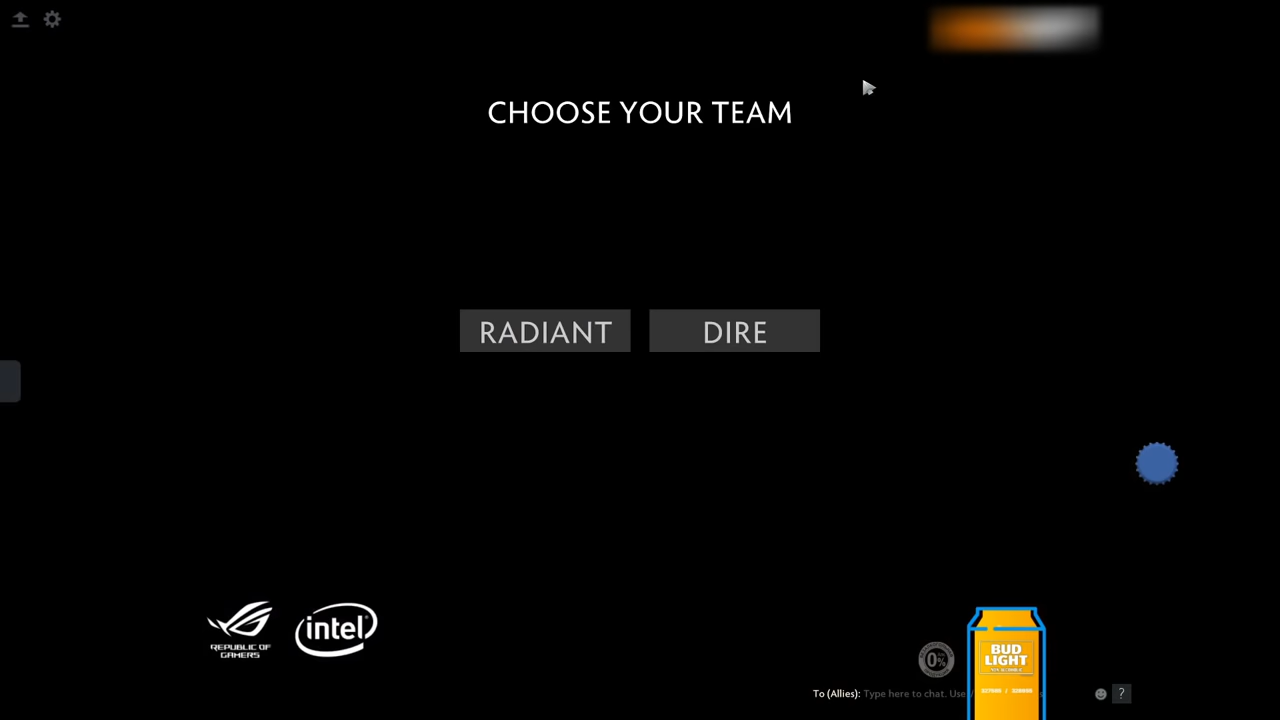 CHOOSE YOUR TEAM
RADIANT DIRE
REPUBLIC OF
GAMERS
intel
0%
BUD
LIGHT
To (Allies): Type here to chat. Use /
?